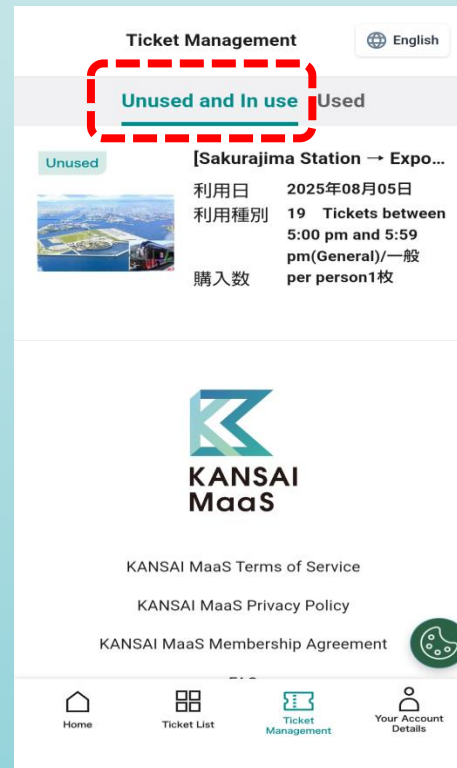 Ticket Management
English
Unused and In use
Used
Unused
[Sakurajima Station → Expo...
利用日 2025年08月05日
利用種別 19 Tickets between
5:00 pm and 5:59
pm(General)/一般
購入数 per person1枚
KANSAI
MaaS
KANSAI MaaS Terms of Service
KANSAI MaaS Privacy Policy
KANSAI MaaS Membership Agreement
Home
Ticket List
Ticket
Management
Your Account
Details